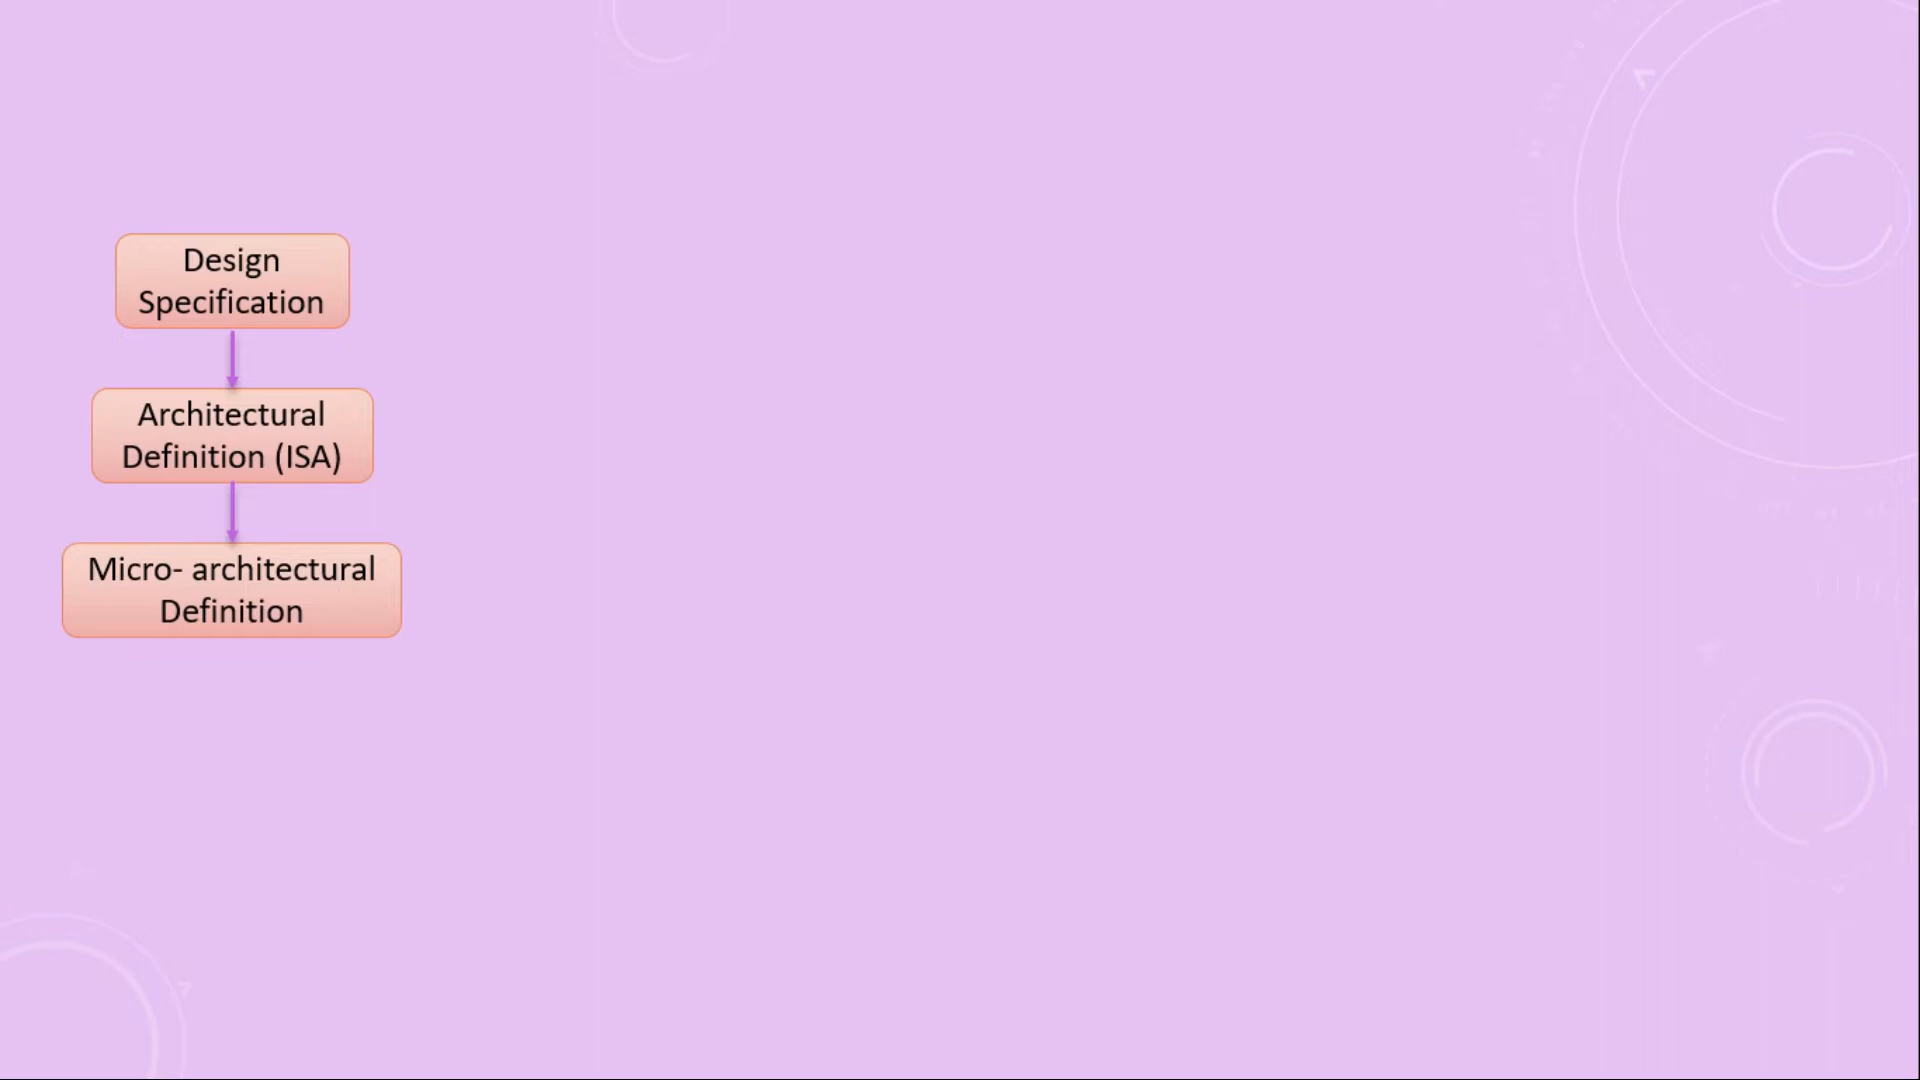 Design
Specification
Architectural
Definition (ISA)
Micro- architectural
Definition